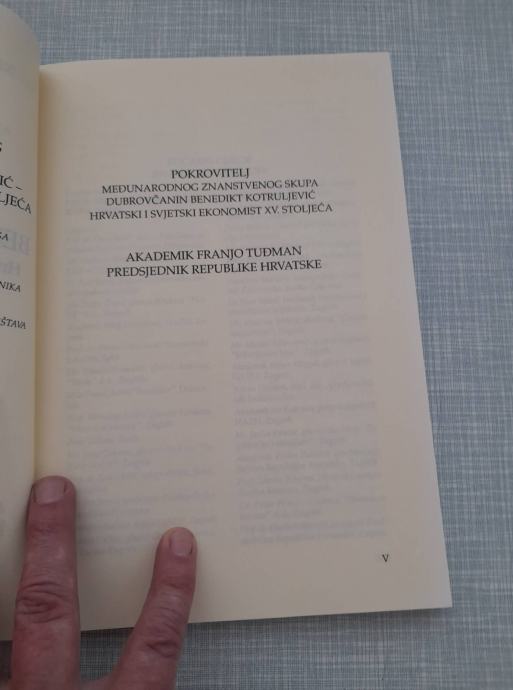 POKROVITELJ
MEĐUNARODNOG ZNANSTVENOG SKUPA
DUBROVČANIN BENEDIKT KOTRULJEVIĆ
HRVATSKI I SVJETSKI EKONOMIST XV. STOLJEĆA
AKADEMIK FRANJO TUĐMAN
PREDSJEDNIK REPUBLIKE HRVATSKE
V